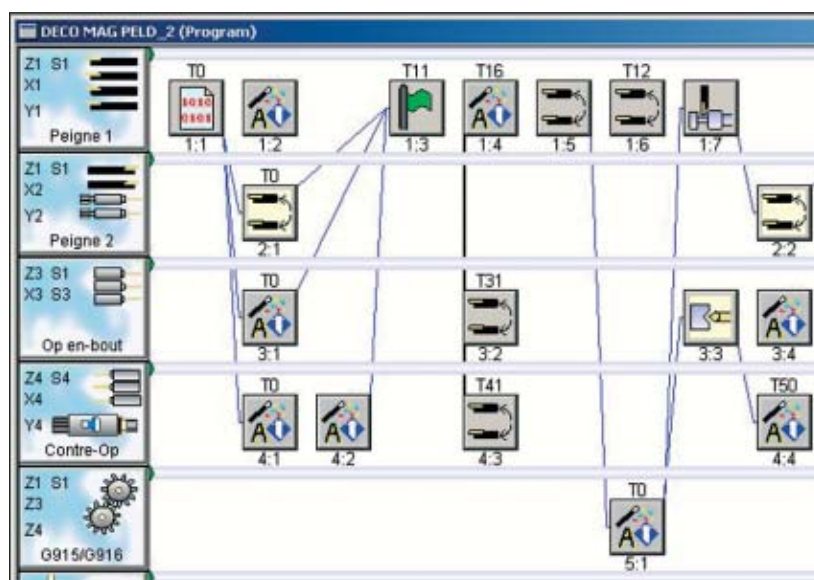 DECO MAG PELD_2 (Program)
Z1 S1
X1
Y1
Peigne 1
T0
1:1
1:2
T11
1:3
T16
1:4
1:5
T12
1:6
1:7
Z1 S1
X2
Y2
Peigne 2
T0
2:1
2:2
Z3 S1
X3 S3
Op en-bout
T0
3:1
T31
3:2
3:3
3:4
Z4 S4
X4
Y4
Contre-Op
T0
4:1
4:2
T41
4:3
T50
4:4
Z1 S1
Z3
Z4
G915/G916
T0
5:1